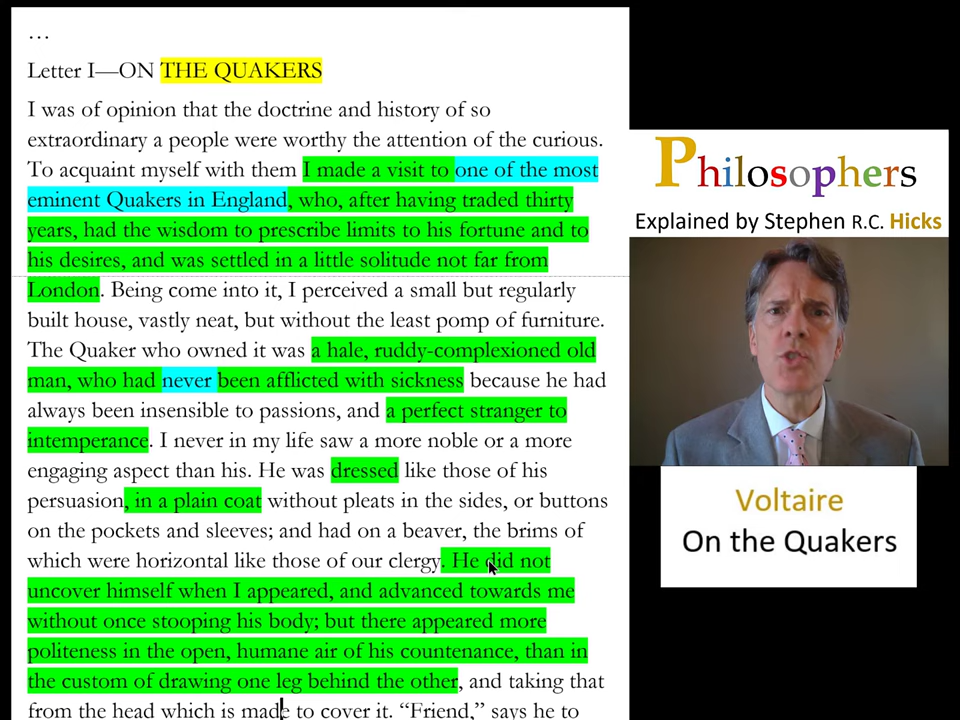 …
Letter I—ON THE QUAKERS
I was of opinion that the doctrine and history of so
extraordinary a people were worthy the attention of the curious.
To acquaint myself with them I made a visit to one of the most
eminent Quakers in England, who, after having traded thirty
years, had the wisdom to prescribe limits to his fortune and to
his desires, and was settled in a little solitude not far from
London. Being come into it, I perceived a small but regularly
built house, vastly neat, but without the least pomp of furniture.
The Quaker who owned it was a hale, ruddy-complexioned old
man, who had never been afflicted with sickness because he had
always been insensible to passions, and a perfect stranger to
intemperance. I never in my life saw a more noble or a more
engaging aspect than his. He was dressed like those of his
persuasion, in a plain coat without pleats in the sides, or buttons
on the pockets and sleeves; and had on a beaver, the brims of
which were horizontal like those of our clergy. He did not
uncover himself when I appeared, and advanced towards me
without once stooping his body; but there appeared more
politeness in the open, humane air of his countenance, than in
the custom of drawing one leg behind the other, and taking that
from the head which is made to cover it. “Friend,” says he to
Philosophers
Explained by Stephen R.C. Hicks
Voltaire
On the Quakers